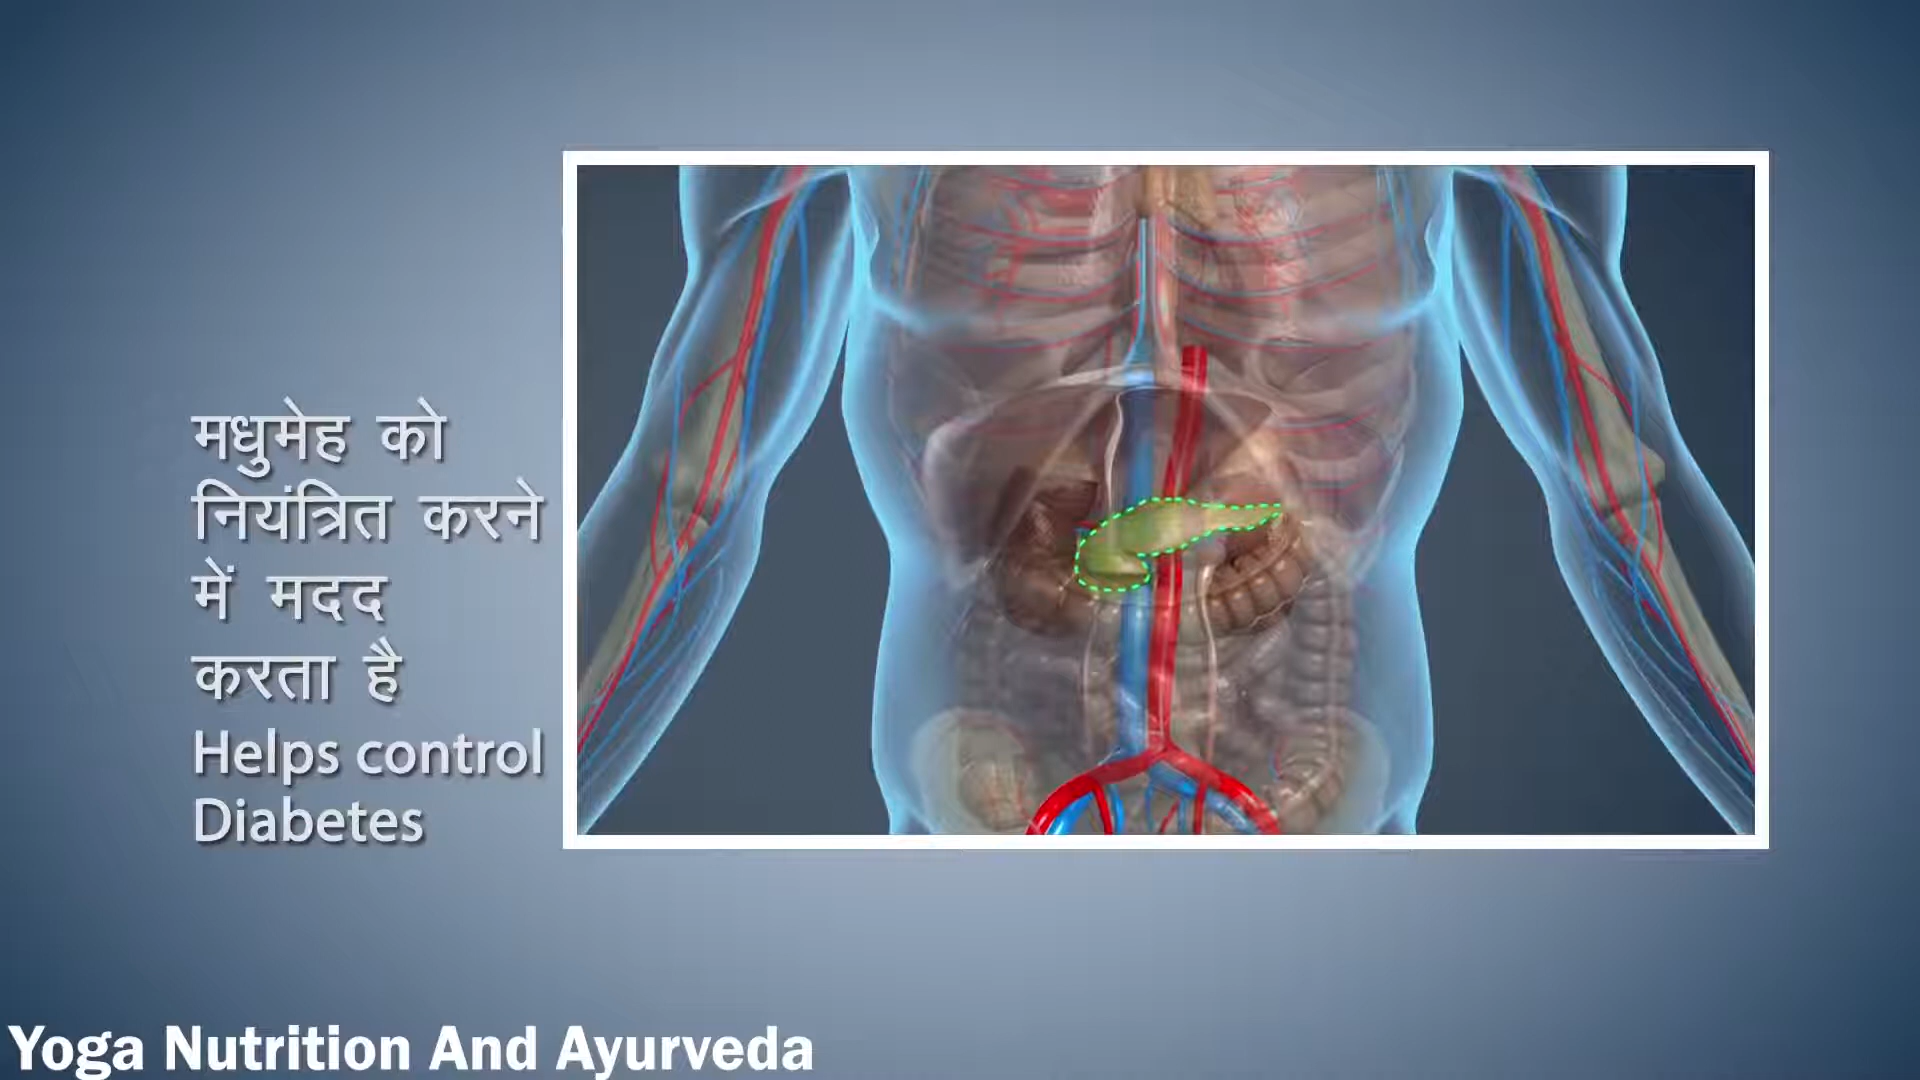 मधुमेह को
नियंत्रित करने
में मदद
करता है
Helps control
Diabetes
Yoga Nutrition And Ayurveda